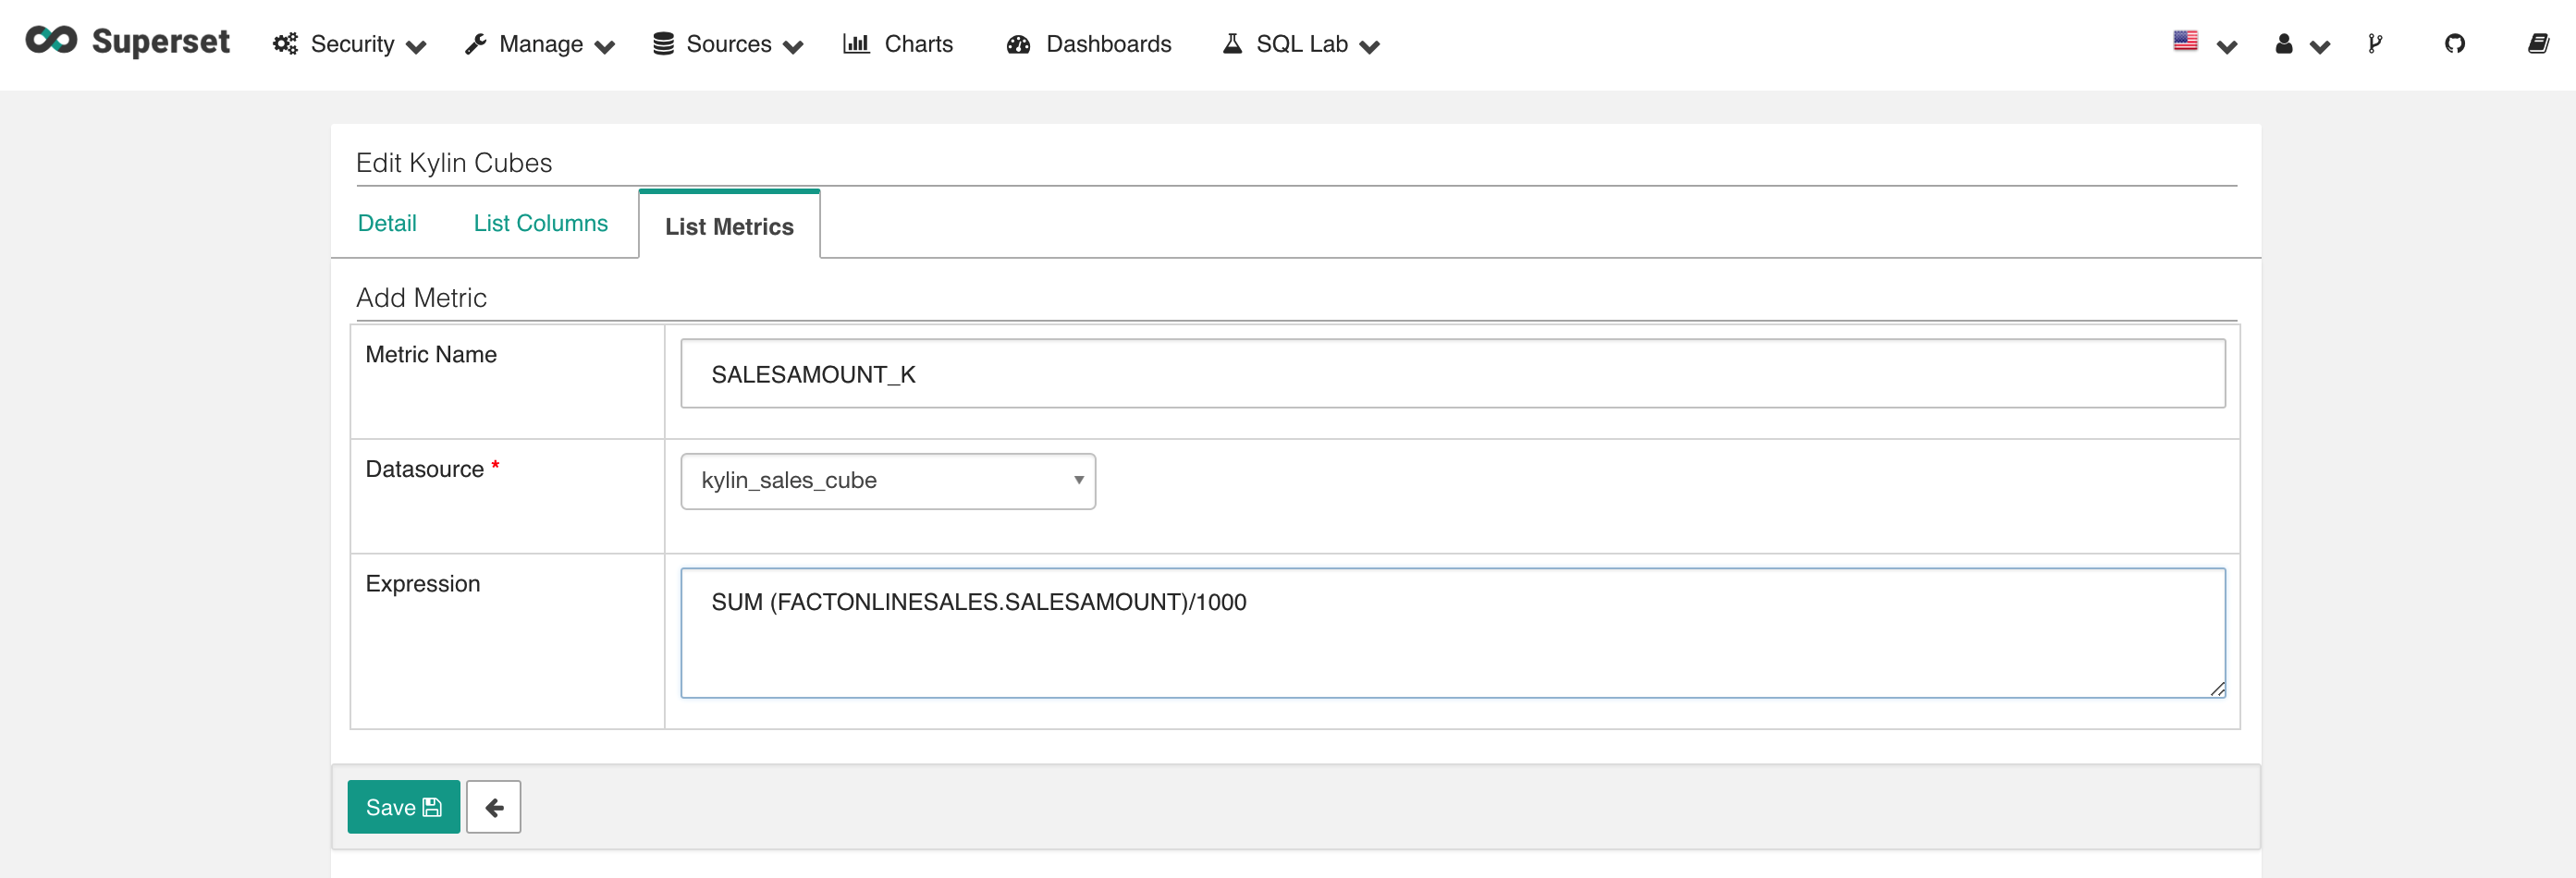 Superset Security Manage Sources Charts Dashboards SQL Lab
Edit Kylin Cubes
Detail List Columns List Metrics
Add Metric
Metric Name SALESAMOUNT_K
Datasource * kylin_sales_cube
Expression SUM (FACTONLINESALES.SALESAMOUNT)/1000
Save